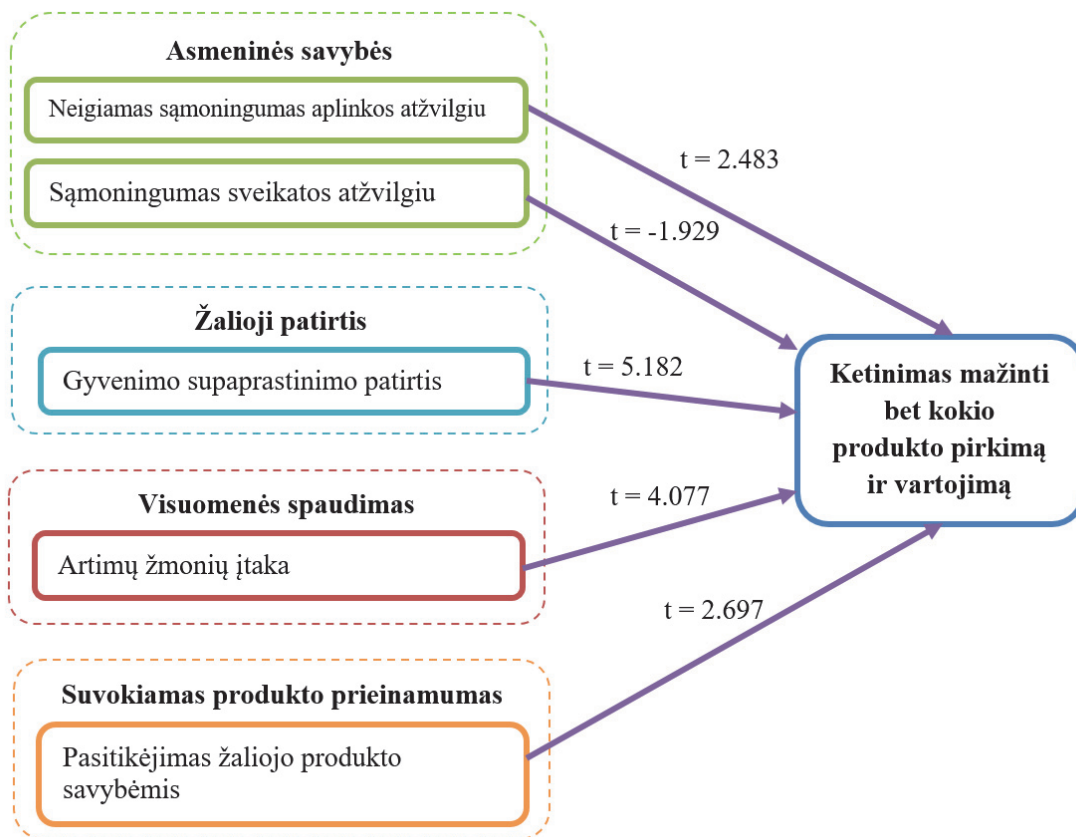 Asmeninės savybės
Neigiamas sąmoningumas aplinkos atžvilgiu
t = 2.483
Sąmoningumas sveikatos atžvilgiu
t = -1.929
Žalioji patirtis
Gyvenimo supaprastinimo patirtis
t = 5.182
Visuomenės spaudimas
Artimų žmonių įtaka
t = 4.077
Suvokiamas produkto prieinamumas
Pasitikėjimas žaliojo produkto
savybėmis
t = 2.697
Ketinimas mažinti
bet kokio
produkto pirkimą
ir vartojimą